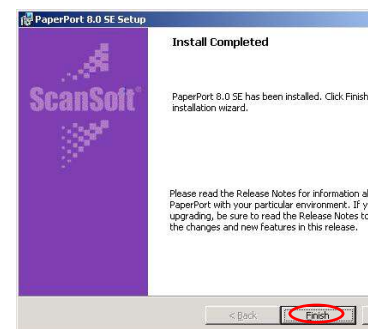 PaperPort 8.0 SE Setup
Install Completed
ScanSoft
PaperPort 8.0 SE has been installed. Click Finish
installation wizard.
Please read the Release Notes for information a
PaperPort with your particular environment. If y
upgrading, be sure to read the Release Notes to
the changes and new features in this release.
< Back
Finish